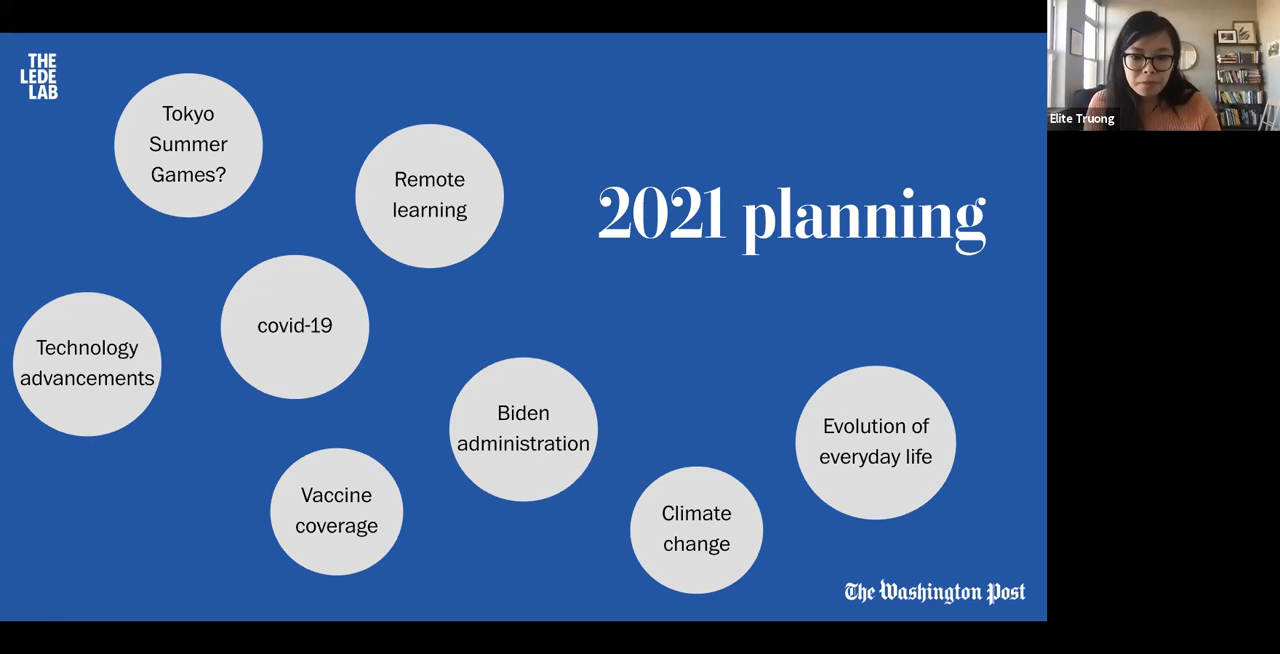 THE
LEDE
LAB
Tokyo
Summer
Games?
Remote
learning
2021 planning
covid-19
Technology
advancements
Biden
administration
Evolution of
everyday life
Vaccine
coverage
Climate
change
The Washington Post
Elite Truong